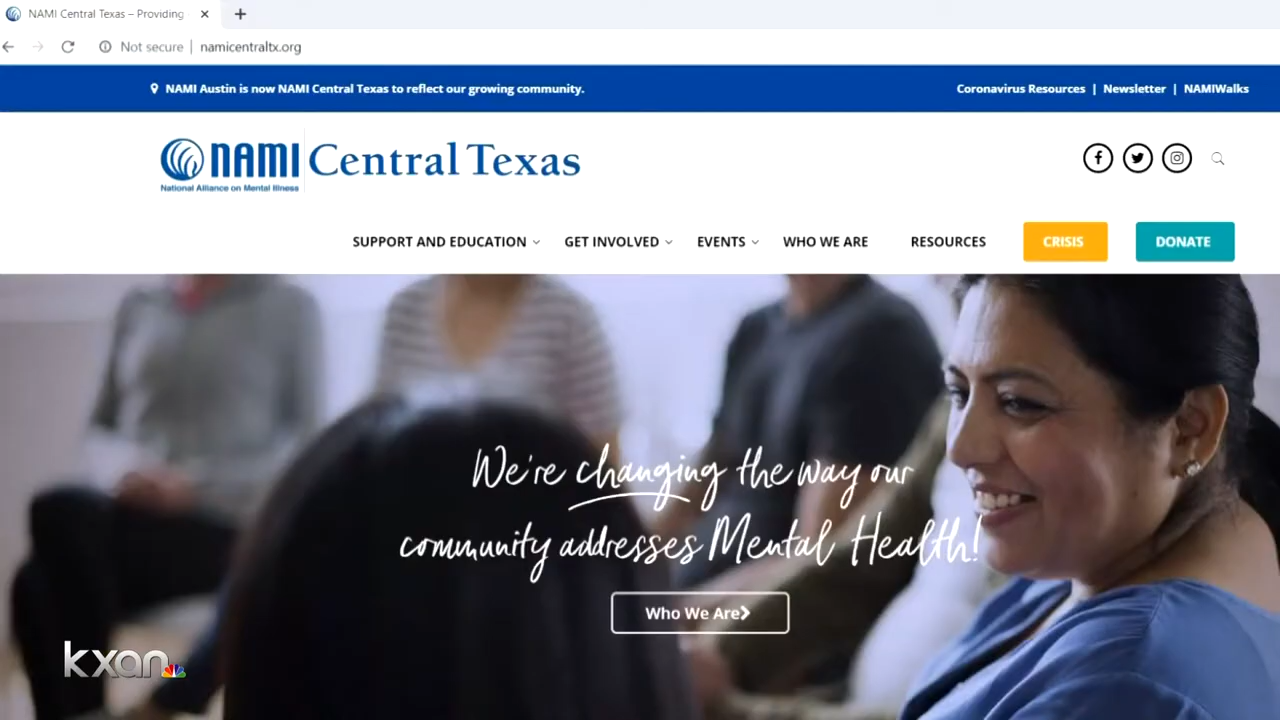 NAMI Central Texas – Providing
Not secure | namicentraltx.org
NAMI Austin is now NAMI Central Texas to reflect our growing community.
Coronavirus Resources | Newsletter | NAMIWalks
NAMI Central Texas
National Alliance on Mental Illness
SUPPORT AND EDUCATION
GET INVOLVED
EVENTS
WHO WE ARE
RESOURCES
CRISIS
DONATE
We're changing the way our
community addresses Mental Health!
Who We Are
kxan